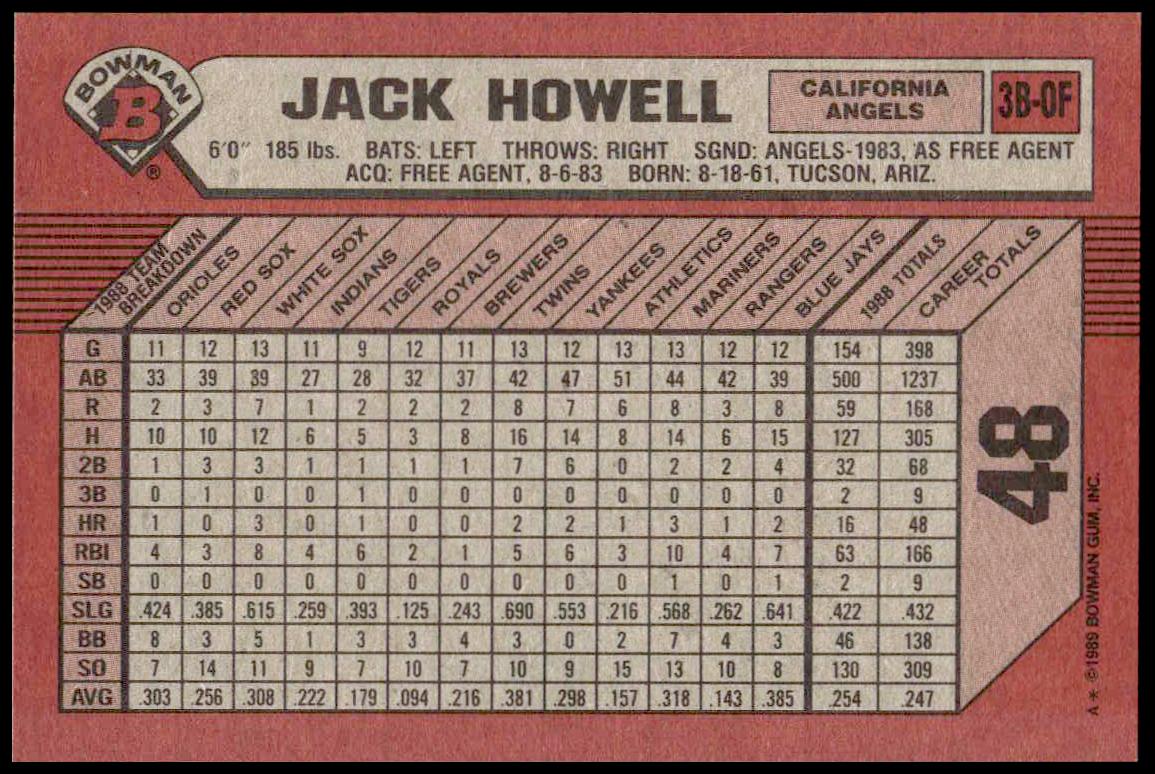 BOWMAN
B
®
JACK HOWELL
CALIFORNIA
ANGELS
3B-OF
6'0" 185 lbs. BATS: LEFT THROWS: RIGHT SGND: ANGELS-1983, AS FREE AGENT
ACQ: FREE AGENT, 8-6-83 BORN: 8-18-61, TUCSON, ARIZ.
1988 TEAM BREAKDOWN ORIOLES RED SOX WHITE SOX INDIANS TIGERS ROYALS BREWERS TWINS YANKEES ATHLETICS MARINERS RANGERS BLUE JAYS 1988 TOTALS CAREER TOTALS
G 11 12 13 11 9 12 11 13 12 13 13 12 12 154 398
AB 33 39 39 27 28 32 37 42 47 51 44 42 39 500 1237
R 2 3 7 1 2 2 2 8 7 6 8 3 8 59 168
H 10 10 12 6 5 3 8 16 14 8 14 6 15 127 305
2B 1 3 3 1 1 1 1 7 6 0 2 2 4 32 68
3B 0 1 0 0 1 0 0 0 0 0 0 0 0 2 9
HR 1 0 3 0 1 0 0 2 2 1 3 1 2 16 48
RBI 4 3 8 4 6 2 1 5 6 3 10 4 7 63 166
SB 0 0 0 0 0 0 0 0 0 0 1 0 1 2 9
SLG .424 .385 .615 .259 .393 .125 .243 .690 .553 .216 .568 .262 .641 .422 .432
BB 8 3 5 1 3 3 4 3 0 2 7 4 3 46 138
SO 7 14 11 9 7 10 7 10 9 15 13 10 8 130 309
AVG .303 .256 .308 .222 .179 .094 .216 .381 .298 .157 .318 .143 .385 .254 .247
48
A * ©1989 BOWMAN GUM, INC.